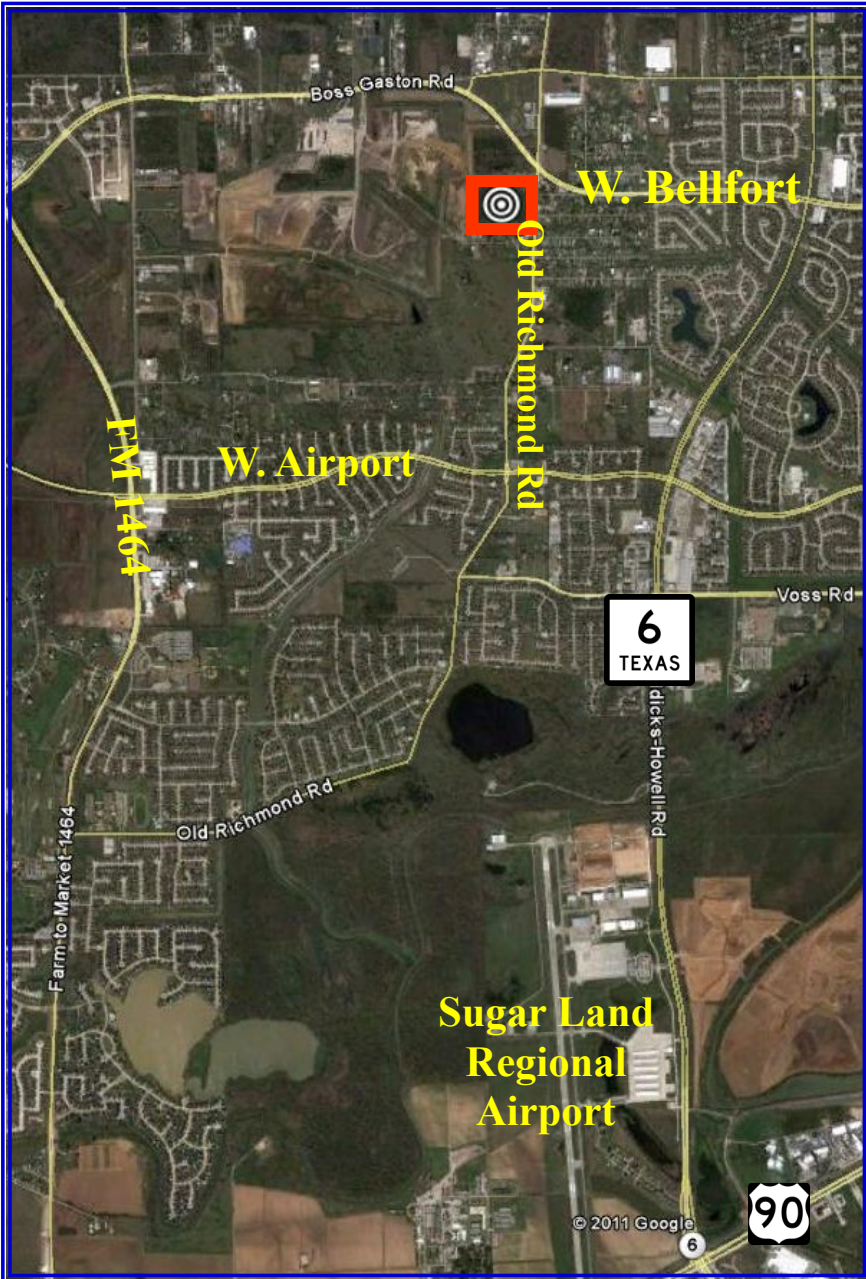 Boss Gaston Rd
W. Bellfort
Old Richmond Rd
FM 1464
W. Airport
Voss Rd
6
TEXAS
dicks-Howell Rd
Old Richmond Rd
Farm to Market 1464
Sugar Land
Regional
Airport
© 2011 Google
6
90